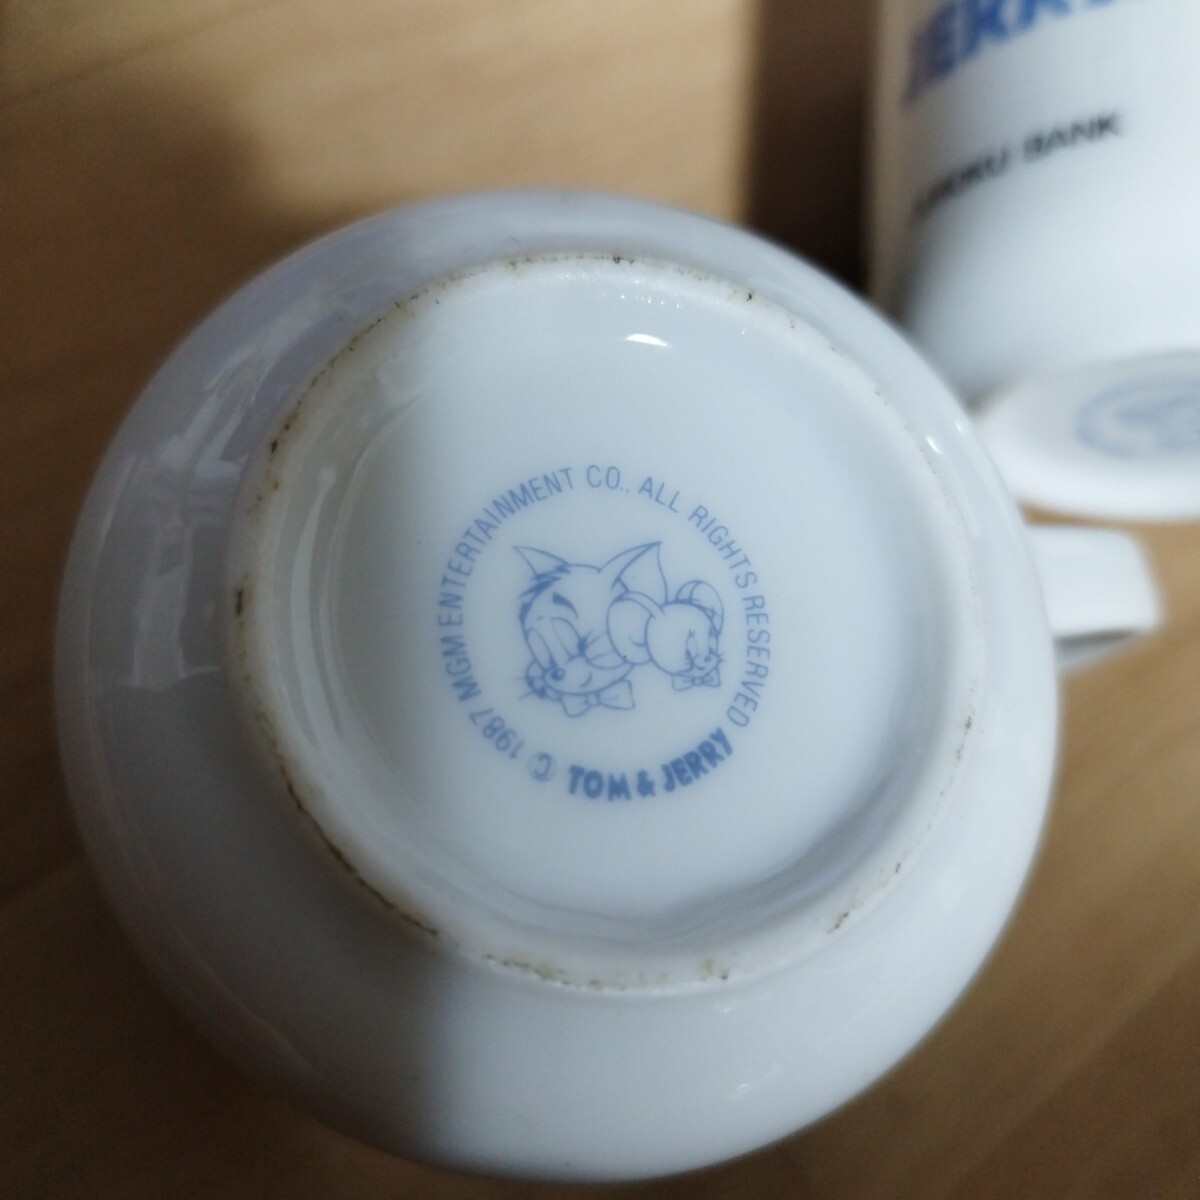 © 1987 MGM ENTERTAINMENT CO., ALL RIGHTS RESERVED
TOM & JERRY
BANK